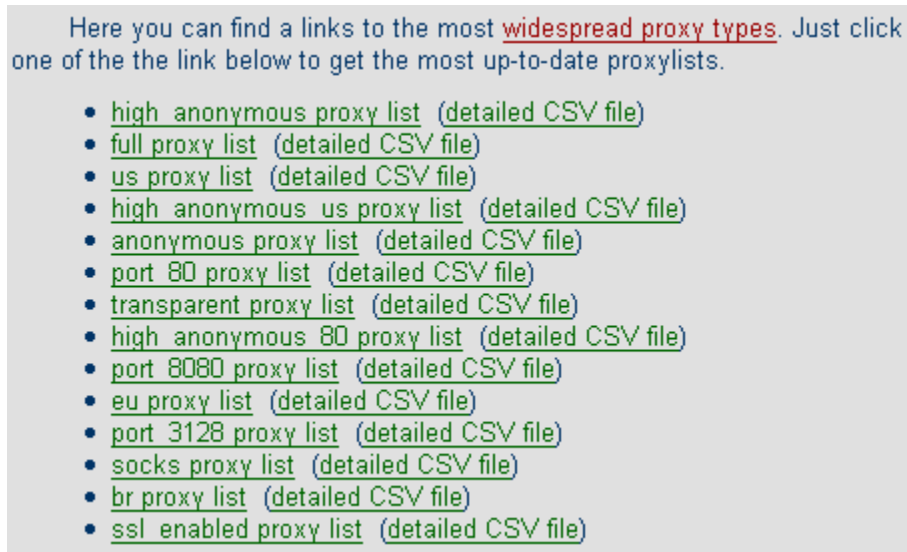 Here you can find a links to the most widespread proxy types. Just click
one of the the link below to get the most up-to-date proxylists.
• high anonymous proxy list (detailed CSV file)
• full proxy list (detailed CSV file)
• us proxy list (detailed CSV file)
• high anonymous us proxy list (detailed CSV file)
• anonymous proxy list (detailed CSV file)
• port 80 proxy list (detailed CSV file)
• transparent proxy list (detailed CSV file)
• high anonymous 80 proxy list (detailed CSV file)
• port 8080 proxy list (detailed CSV file)
• eu proxy list (detailed CSV file)
• port 3128 proxy list (detailed CSV file)
• socks proxy list (detailed CSV file)
• br proxy list (detailed CSV file)
• ssl enabled proxy list (detailed CSV file)